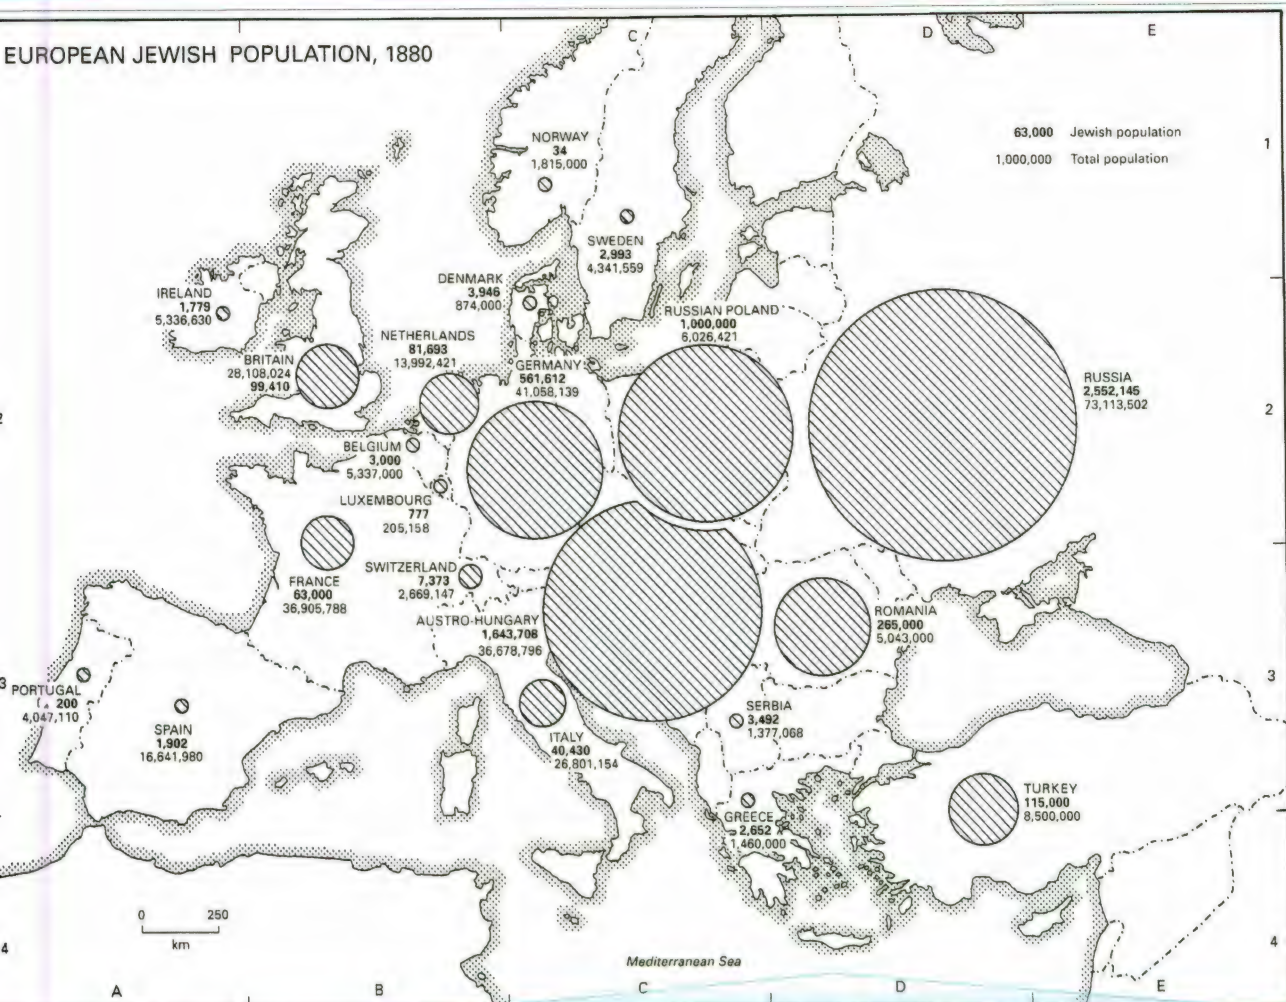 C
D
E
EUROPEAN JEWISH POPULATION, 1880
63,000 Jewish population
1,000,000 Total population
1
NORWAY
34
1,815,000
SWEDEN
2,993
4,341,559
DENMARK
3,946
874,000
IRELAND
1,779
5,336,630
RUSSIAN POLAND
1,000,000
6,026,421
NETHERLANDS
81,693
13,992,421
BRITAIN
28,108,024
99,410
GERMANY
561,612
41,058,139
RUSSIA
2,552,145
73,113,502
2
2
BELGIUM
3,000
5,337,000
LUXEMBOURG
777
205,158
SWITZERLAND
7,373
2,669,147
FRANCE
63,000
36,905,788
AUSTRO-HUNGARY
1,643,708
36,678,796
ROMANIA
265,000
5,043,000
3
3
PORTUGAL
200
4,047,110
SPAIN
1,902
16,641,980
SERBIA
3,492
1,377,068
ITALY
40,430
26,801,154
TURKEY
115,000
8,500,000
GREECE
2,652
1,460,000
0 250
km
4
4
Mediterranean Sea
A
B
C
D
E